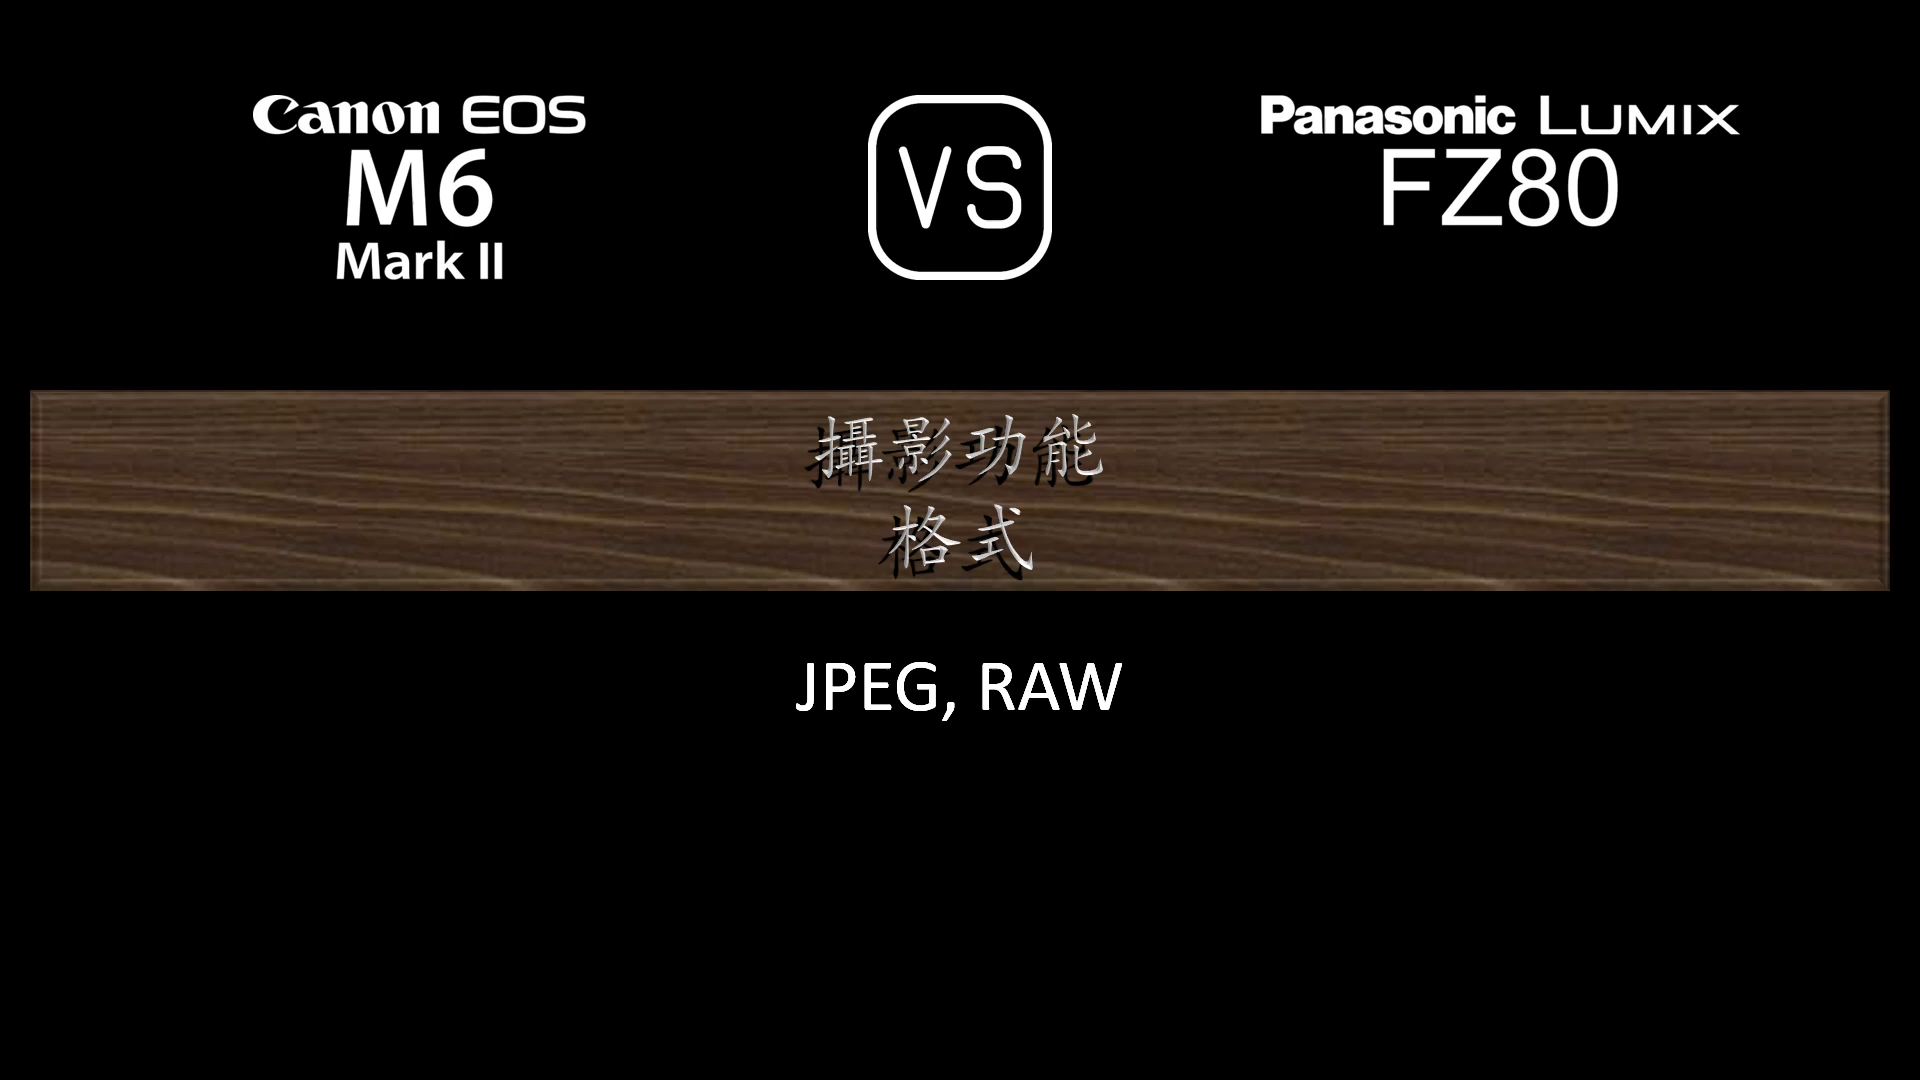 Canon EOS
M6
Mark II
VS
Panasonic LUMIX
FZ80
攝影功能
格式
JPEG, RAW